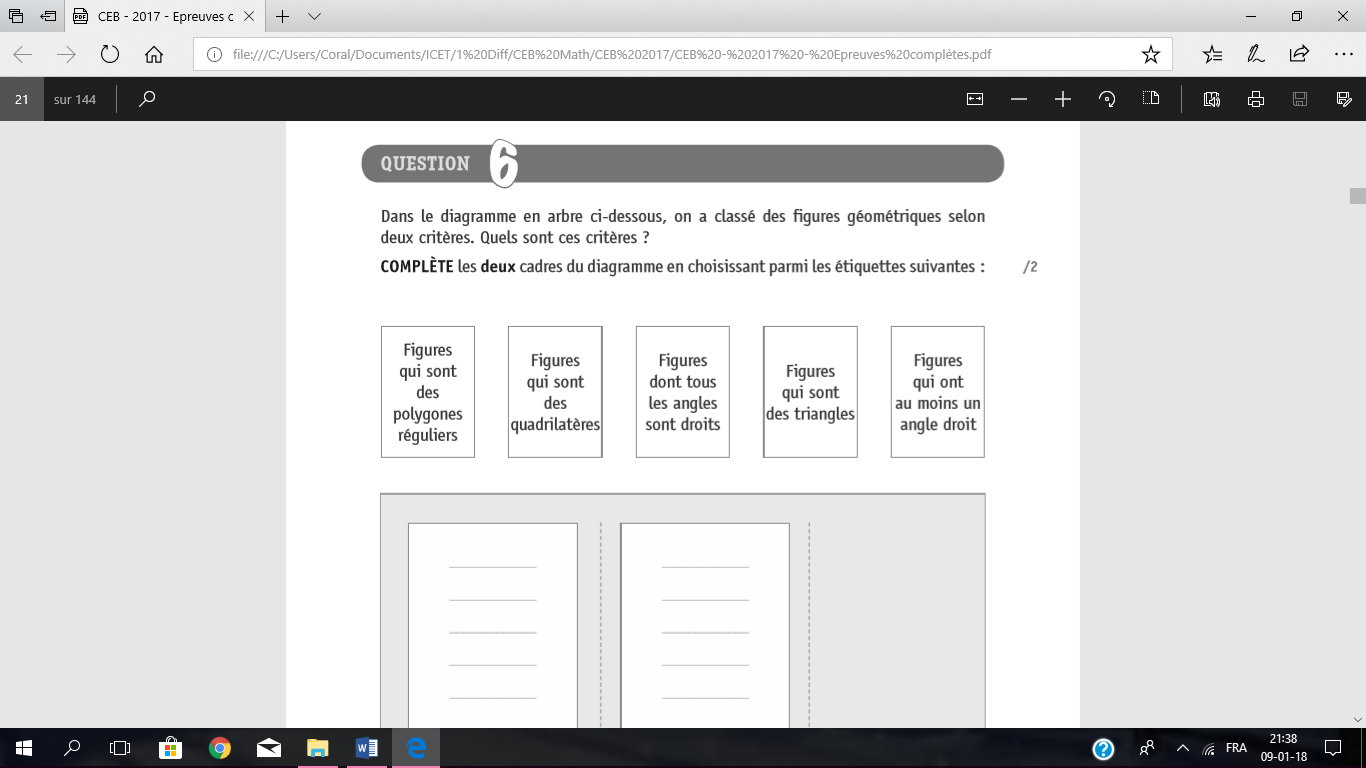 CEB - 2017 - Epreuves c
file:///C:/Users/Coral/Documents/ICET/1%20Diff/CEB%20Math/CEB%202017/CEB%20-%202017%20-%20Epreuves%20complètes.pdf
21 sur 144
QUESTION 6
Dans le diagramme en arbre ci-dessous, on a classé des figures géométriques selon
deux critères. Quels sont ces critères ?
COMPLÈTE les deux cadres du diagramme en choisissant parmi les étiquettes suivantes : /2
Figures
qui sont
des
polygones
réguliers
Figures
qui sont
des
quadrilatères
Figures
dont tous
les angles
sont droits
Figures
qui sont
des triangles
Figures
qui ont
au moins un
angle droit
FRA
21:38
09-01-18